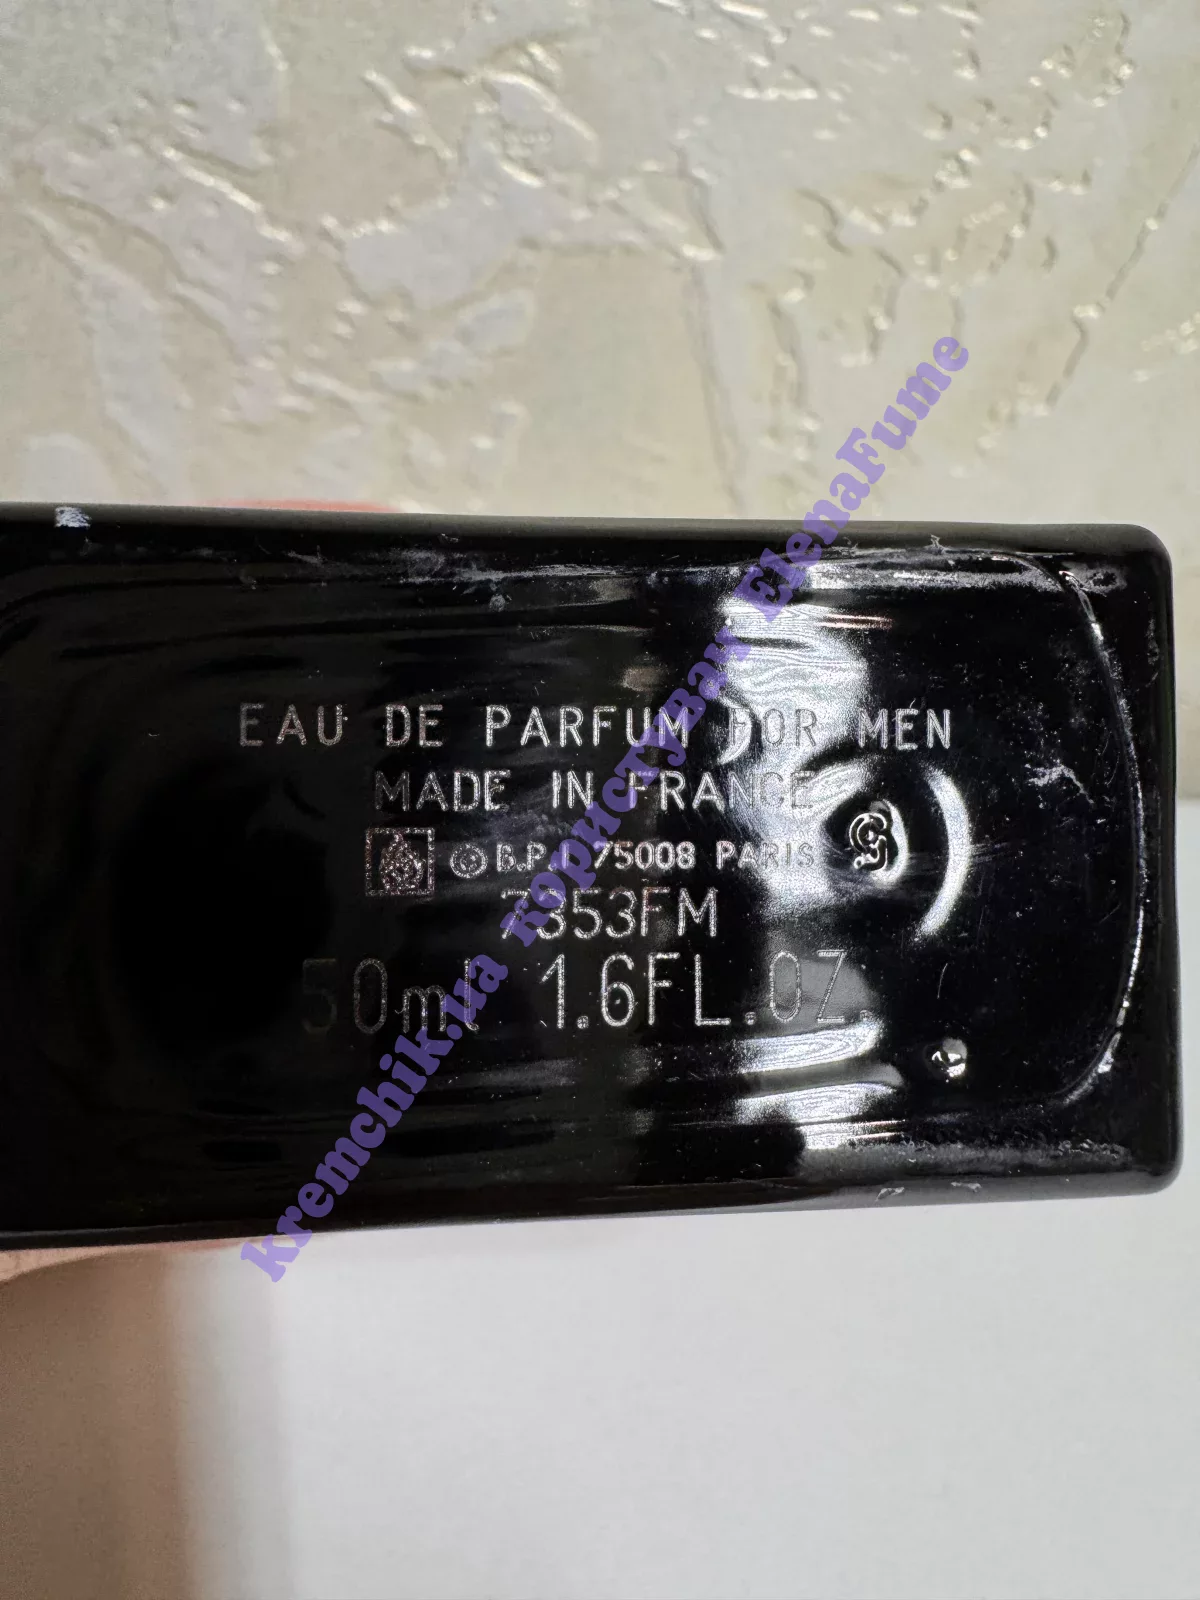 EAU DE PARFUM FOR MEN
MADE IN FRANCE
© B.P.I 75008 PARIS
7353FM
50ml 1.6FL.OZ.
kremchik.ua користувач ElenaFume